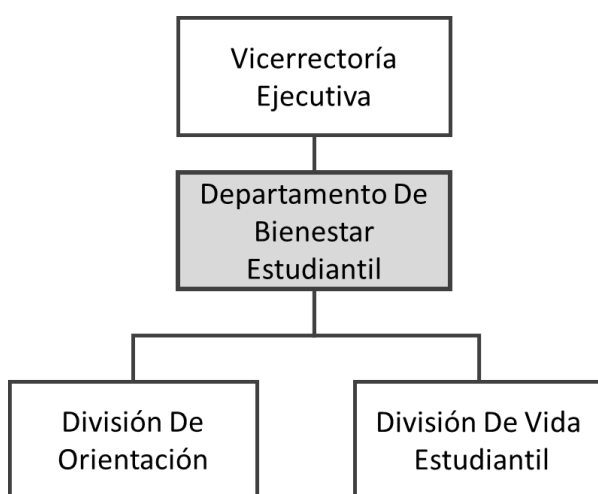 Vicerrectoría
Ejecutiva
Departamento De
Bienestar
Estudiantil
División De
Orientación
División De Vida
Estudiantil